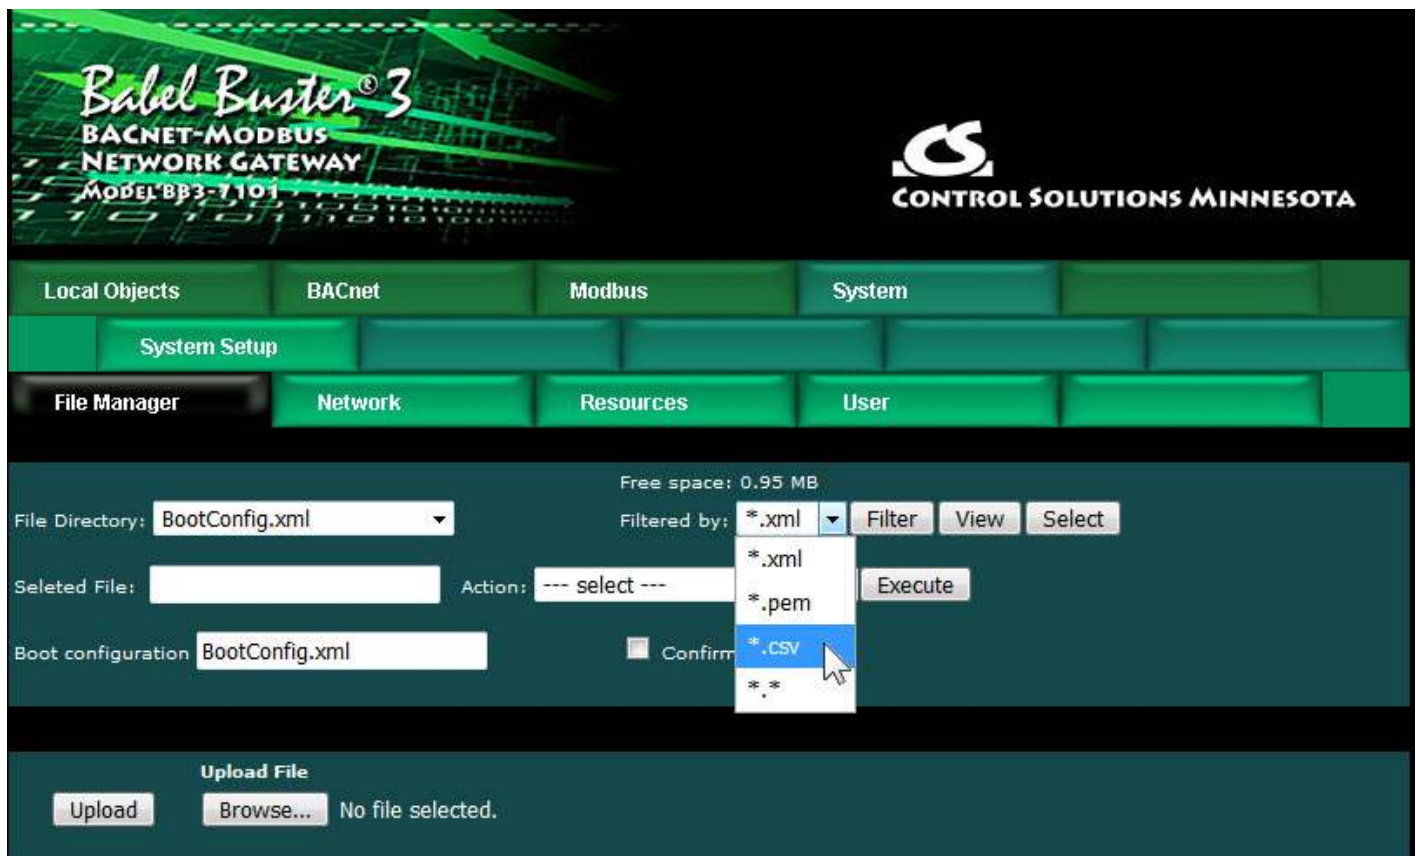 Babel Buster® 3
BACNET-MODBUS
NETWORK GATEWAY
MODEL BB3-7101
CS
CONTROL SOLUTIONS MINNESOTA
Local Objects BACnet Modbus System
System Setup
File Manager Network Resources User
Free space: 0.95 MB
File Directory: BootConfig.xml Filtered by: *.xml Filter View Select
*.xml
Seleted File: Action: --- select --- Execute
*.pem
Boot configuration BootConfig.xml Confirm *.csv
*.*
Upload File
Upload Browse... No file selected.